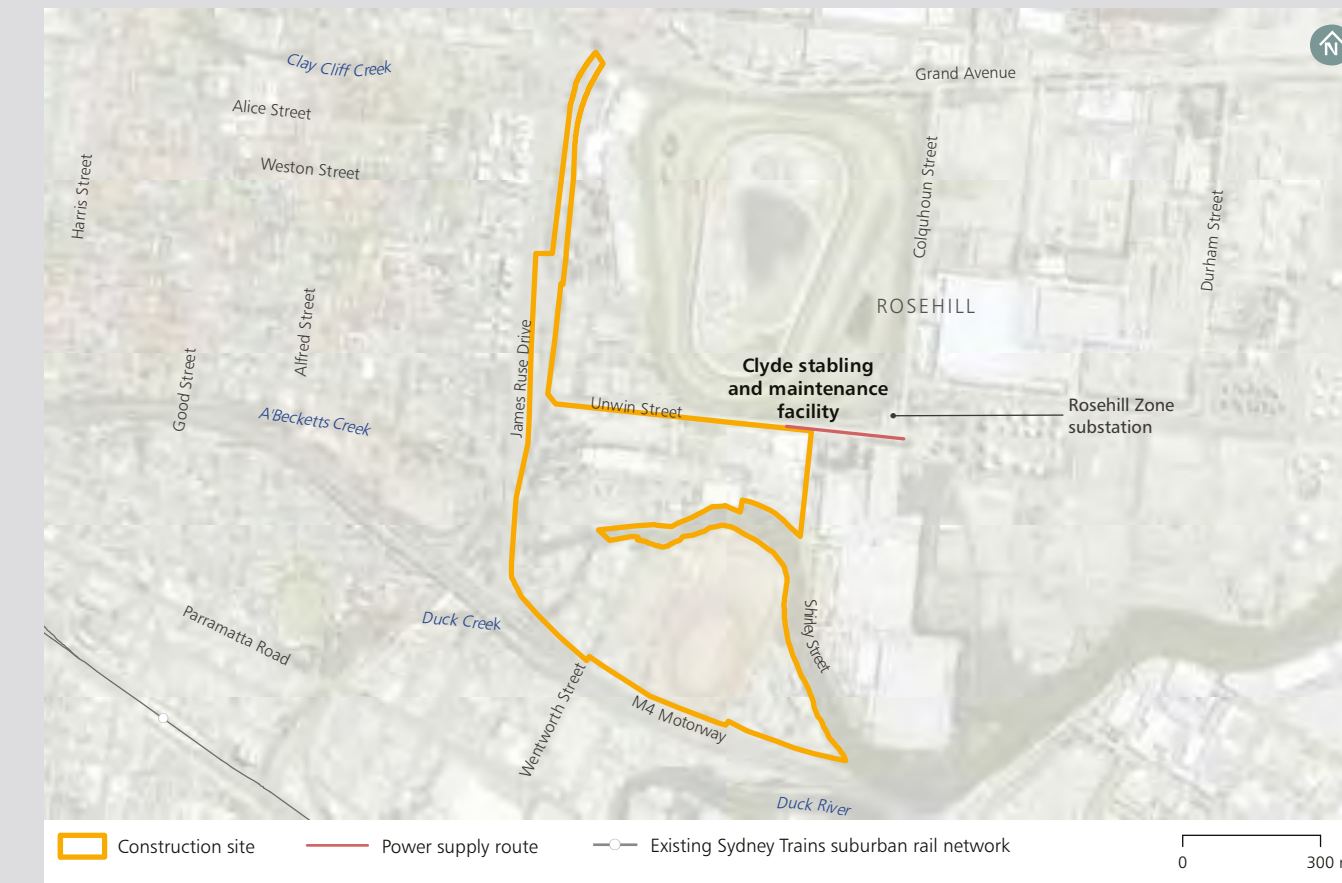 N
Clay Cliff Creek
Grand Avenue
Alice Street
Weston Street
Harris Street
Colquhoun Street
Durham Street
ROSEHILL
Alfred Street
James Ruse Drive
Good Street
Clyde stabling
and maintenance
facility
A'Becketts Creek
Unwin Street
Rosehill Zone
substation
Duck Creek
Parramatta Road
Shirley Street
Wentworth Street
M4 Motorway
Duck River
Construction site
Power supply route
Existing Sydney Trains suburban rail network
0
300